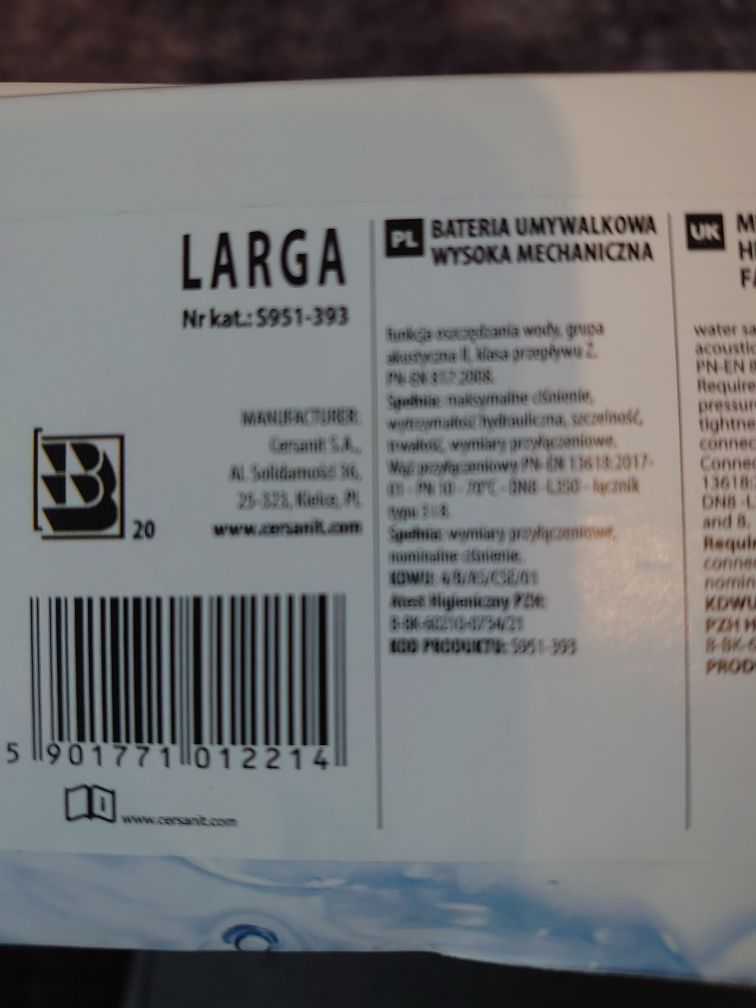 LARGA
Nr kat.: S951-393
MANUFACTURER:
Cersanit S.A.,
Al. Solidarności 36,
25-323, Kielce, PL
www.cersanit.com
B
20
5 901771 012214
i
www.cersanit.com
PL
BATERIA UMYWALKOWA
WYSOKA MECHANICZNA
funkcja oszczędzania wody, grupa
akustyczna II, klasa przepływu Z.
PN-EN 817:2008.
Spełnia: maksymalne ciśnienie,
wytrzymałość hydrauliczna, szczelność,
trwałość, wymiary przyłączeniowe.
Wąż przyłączeniowy PN-EN 13618:2017-
01 - PN 10 - 70°C - DN8 -L350 - łącznik
typu 3 i 8.
Spełnia: wymiary przyłączeniowe,
nominalne ciśnienie.
KDWU: 4/B/AS/CSE/01
Atest Higieniczny PZH:
B-BK-60210-0754/21
KOD PRODUKTU: S951-393
UK
water sa
acoustic
PN-EN 8
Require
pressur
tightne
connec
Conne
13618:
DN8 -L
and 8.
Requir
connec
nomin
KDWU
PZH H
B-BK-6
PROD